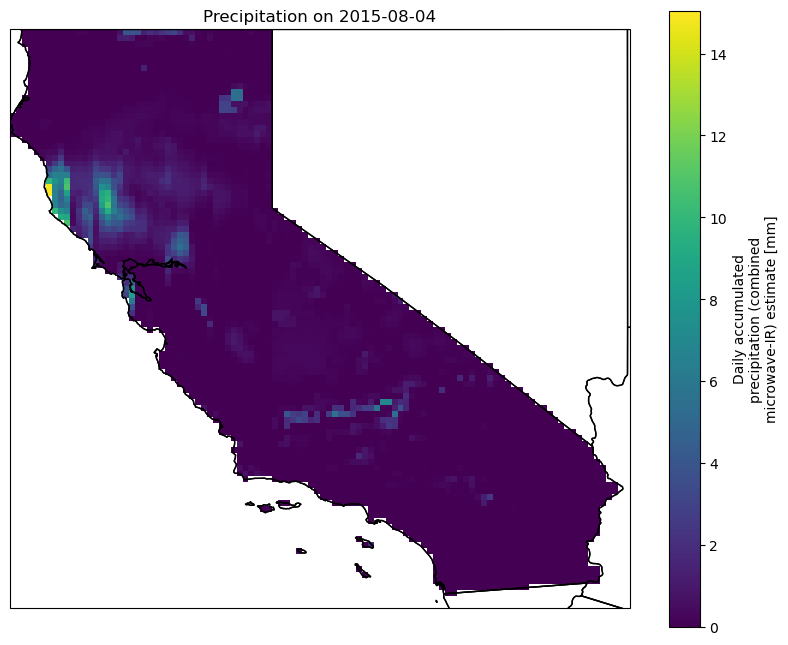 Precipitation on 2015-08-04
14
12
10
8
6
4
2
0
Daily accumulated
precipitation (combined
microwave-IR) estimate [mm]